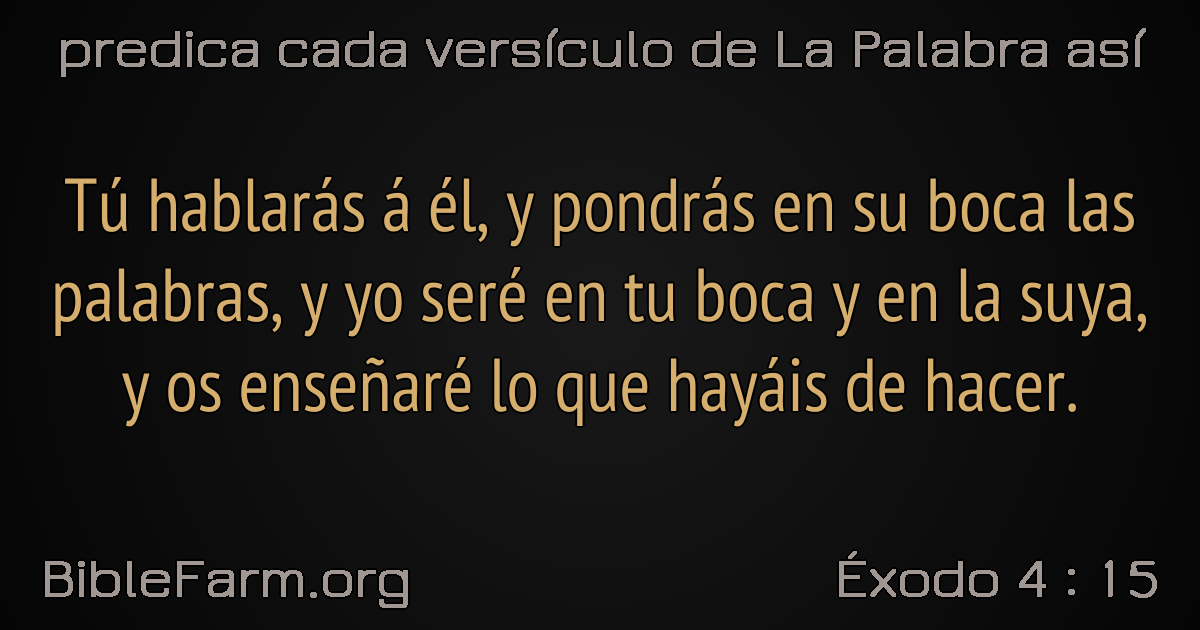 predica cada versículo de La Palabra así
Tú hablarás á él, y pondrás en su boca las
palabras, y yo seré en tu boca y en la suya,
y os enseñaré lo que hayáis de hacer.
BibleFarm.org
Éxodo 4 : 15